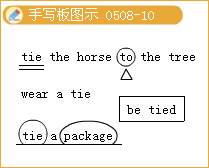 手写板图示 0508-10
tie the horse to the tree
wear a tie
be tied
tie a package